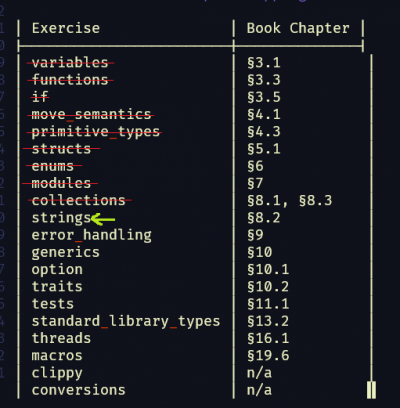 | Exercise | Book Chapter |
| variables | §3.1 |
| functions | §3.3 |
| if | §3.5 |
| move_semantics | §4.1 |
| primitive_types | §4.3 |
| structs | §5.1 |
| enums | §6 |
| modules | §7 |
| collections | §8.1, §8.3 |
| strings | §8.2 |
| error_handling | §9 |
| generics | §10 |
| option | §10.1 |
| traits | §10.2 |
| tests | §11.1 |
| standard_library_types | §13.2 |
| threads | §16.1 |
| macros | §19.6 |
| clippy | n/a |
| conversions | n/a |